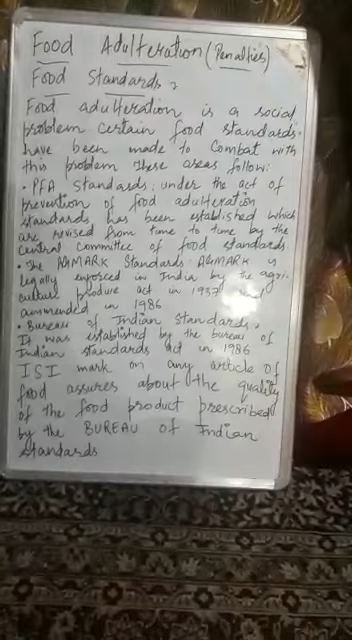 Food Adulteration (Penalties)
Food Standards :
Food adulteration is a social
problem certain food standards
have been made to combat with
this problem These areas follow:
• PFA Standards: under the act of
prevention of food adulteration
standards has been established which
are revised from time to time by the
central committee of food standards
• The AGMARK Standards: AGMARK is
legally enforced in India by the agri-
culture produce act in 1937 and
ammended in 1986
• Bureau of Indian Standards:
It was established by the bureau of
Indian standards act in 1986
ISI mark on any article of
food assures about the quality
of the food product prescribed
by the BUREAU of Indian
standards